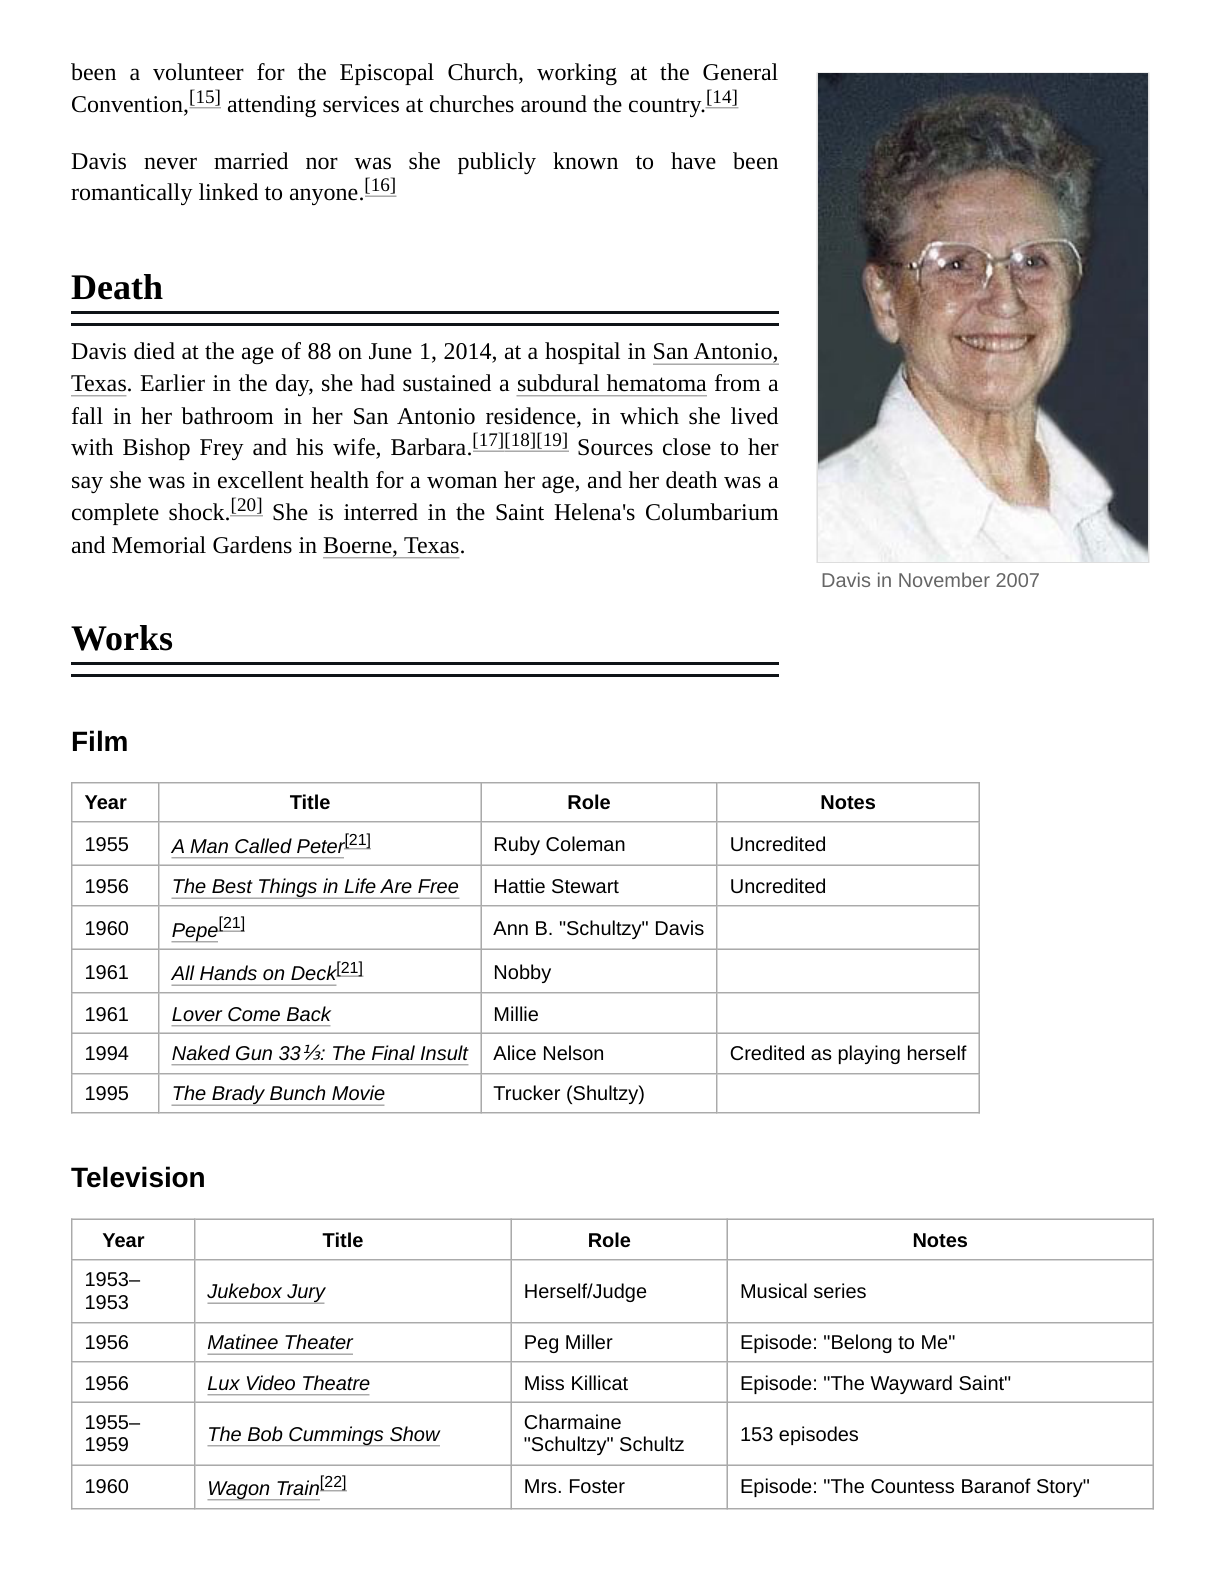 been a volunteer for the Episcopal Church, working at the General
Convention,[15] attending services at churches around the country.[14]
Davis never married nor was she publicly known to have been
romantically linked to anyone.[16]
Death
Davis died at the age of 88 on June 1, 2014, at a hospital in San Antonio,
Texas. Earlier in the day, she had sustained a subdural hematoma from a
fall in her bathroom in her San Antonio residence, in which she lived
with Bishop Frey and his wife, Barbara.[17][18][19] Sources close to her
say she was in excellent health for a woman her age, and her death was a
complete shock.[20] She is interred in the Saint Helena's Columbarium
and Memorial Gardens in Boerne, Texas.
Davis in November 2007
Works
Film
Year Title Role Notes
1955 A Man Called Peter[21] Ruby Coleman Uncredited
1956 The Best Things in Life Are Free Hattie Stewart Uncredited
1960 Pepe[21] Ann B. "Schultzy" Davis
1961 All Hands on Deck[21] Nobby
1961 Lover Come Back Millie
1994 Naked Gun 33⅓: The Final Insult Alice Nelson Credited as playing herself
1995 The Brady Bunch Movie Trucker (Shultzy)
Television
Year Title Role Notes
1953–
1953 Jukebox Jury Herself/Judge Musical series
1956 Matinee Theater Peg Miller Episode: "Belong to Me"
1956 Lux Video Theatre Miss Killicat Episode: "The Wayward Saint"
1955–
1959 The Bob Cummings Show Charmaine
"Schultzy" Schultz 153 episodes
1960 Wagon Train[22] Mrs. Foster Episode: "The Countess Baranof Story"